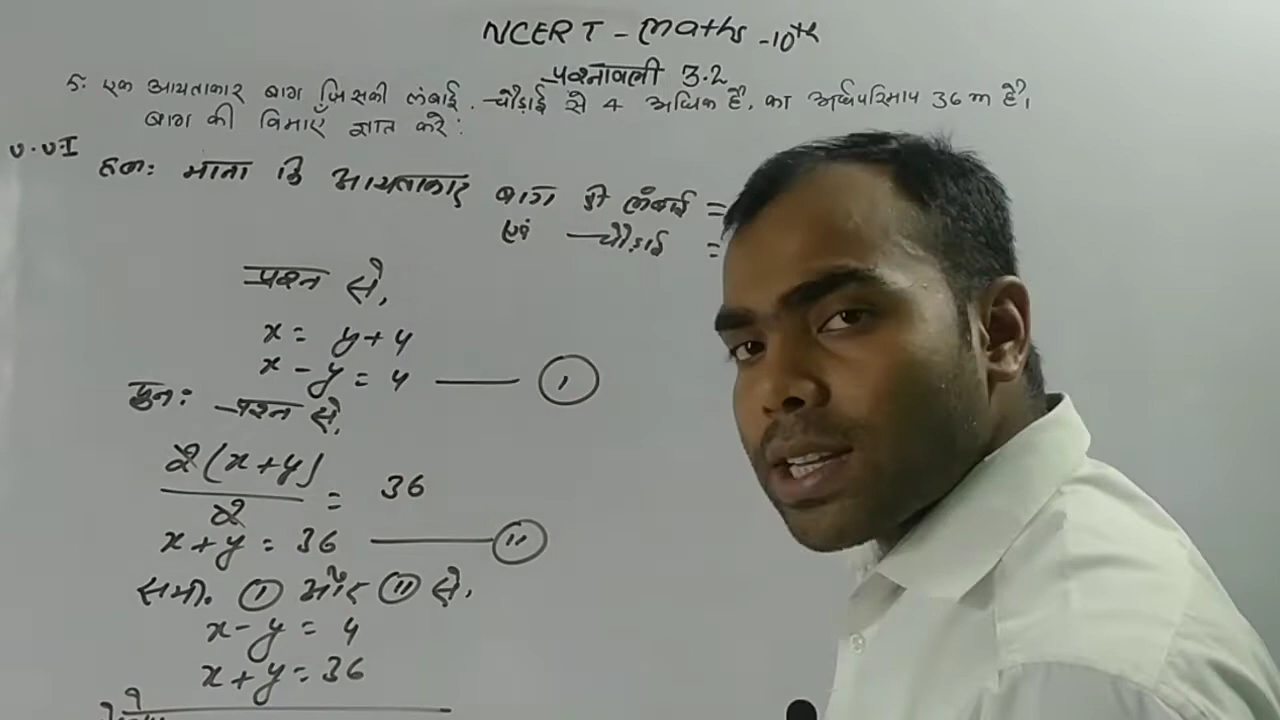 NCERT - Maths - 10th
प्रश्नावली 3.2
5. एक आयताकार बाग जिसकी लंबाई, चौड़ाई से 4 अधिक है, का अर्धपरिमाप 36 m है।
बाग की विमाएँ ज्ञात करें:
V.V.I
हल: माना कि आयताकार बाग की लंबाई =
एवं चौड़ाई =
प्रश्न से,
x = y + 4
x - y = 4 —— (i)
पुन: प्रश्न से,
2(x+y)
/ 2 = 36
x + y = 36 —— (ii)
समी. (i) और (ii) से,
x - y = 4
x + y = 36